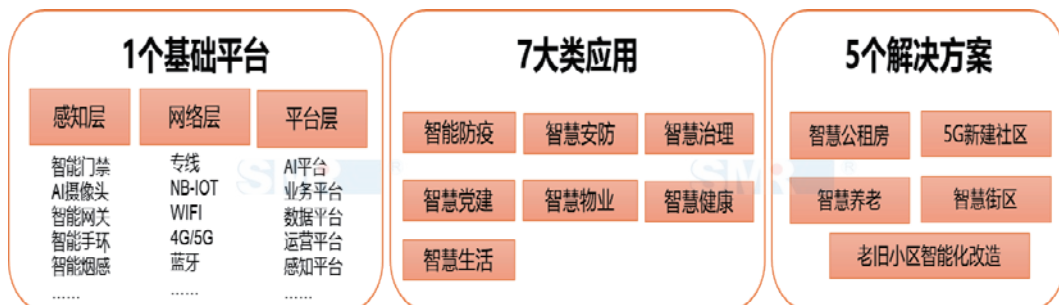 1个基础平台
感知层 网络层 平台层
智能门禁 专线 AI平台
AI摄像头 NB-IOT 业务平台
智能网关 WIFI 数据平台
智能手环 4G/5G 运营平台
智能烟感 蓝牙 感知平台
…… …… ……
7大类应用
智能防疫 智慧安防 智慧治理
智慧党建 智慧物业 智慧健康
智慧生活
5个解决方案
智慧公租房 5G新建社区
智慧养老 智慧街区
老旧小区智能化改造
SMR ®
SMR ®